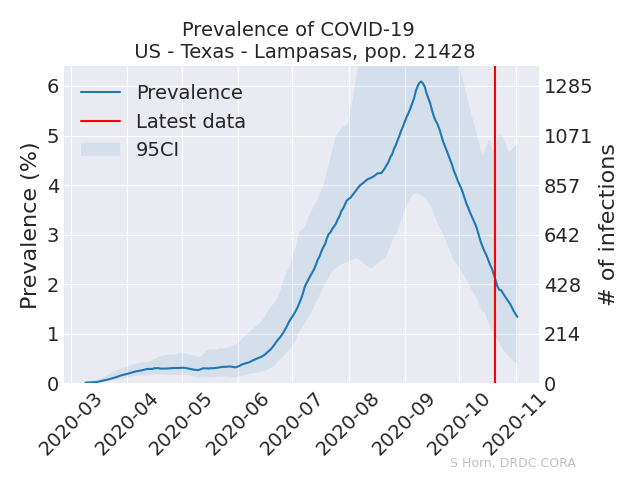 Prevalence of COVID-19
US - Texas - Lampasas, pop. 21428
Prevalence
Latest data
95CI
Prevalence (%)
6
5
4
3
2
1
0
1285
1071
857
642
428
214
0
# of infections
2020-03
2020-04
2020-05
2020-06
2020-07
2020-08
2020-09
2020-10
2020-11
S Horn, DRDC CORA